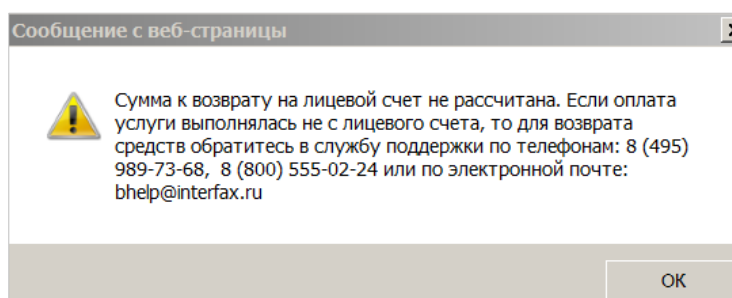 Сообщение с веб-страницы
Сумма к возврату на лицевой счет не рассчитана. Если оплата
услуги выполнялась не с лицевого счета, то для возврата
средств обратитесь в службу поддержки по телефонам: 8 (495)
989-73-68, 8 (800) 555-02-24 или по электронной почте:
bhelp@interfax.ru
ОК